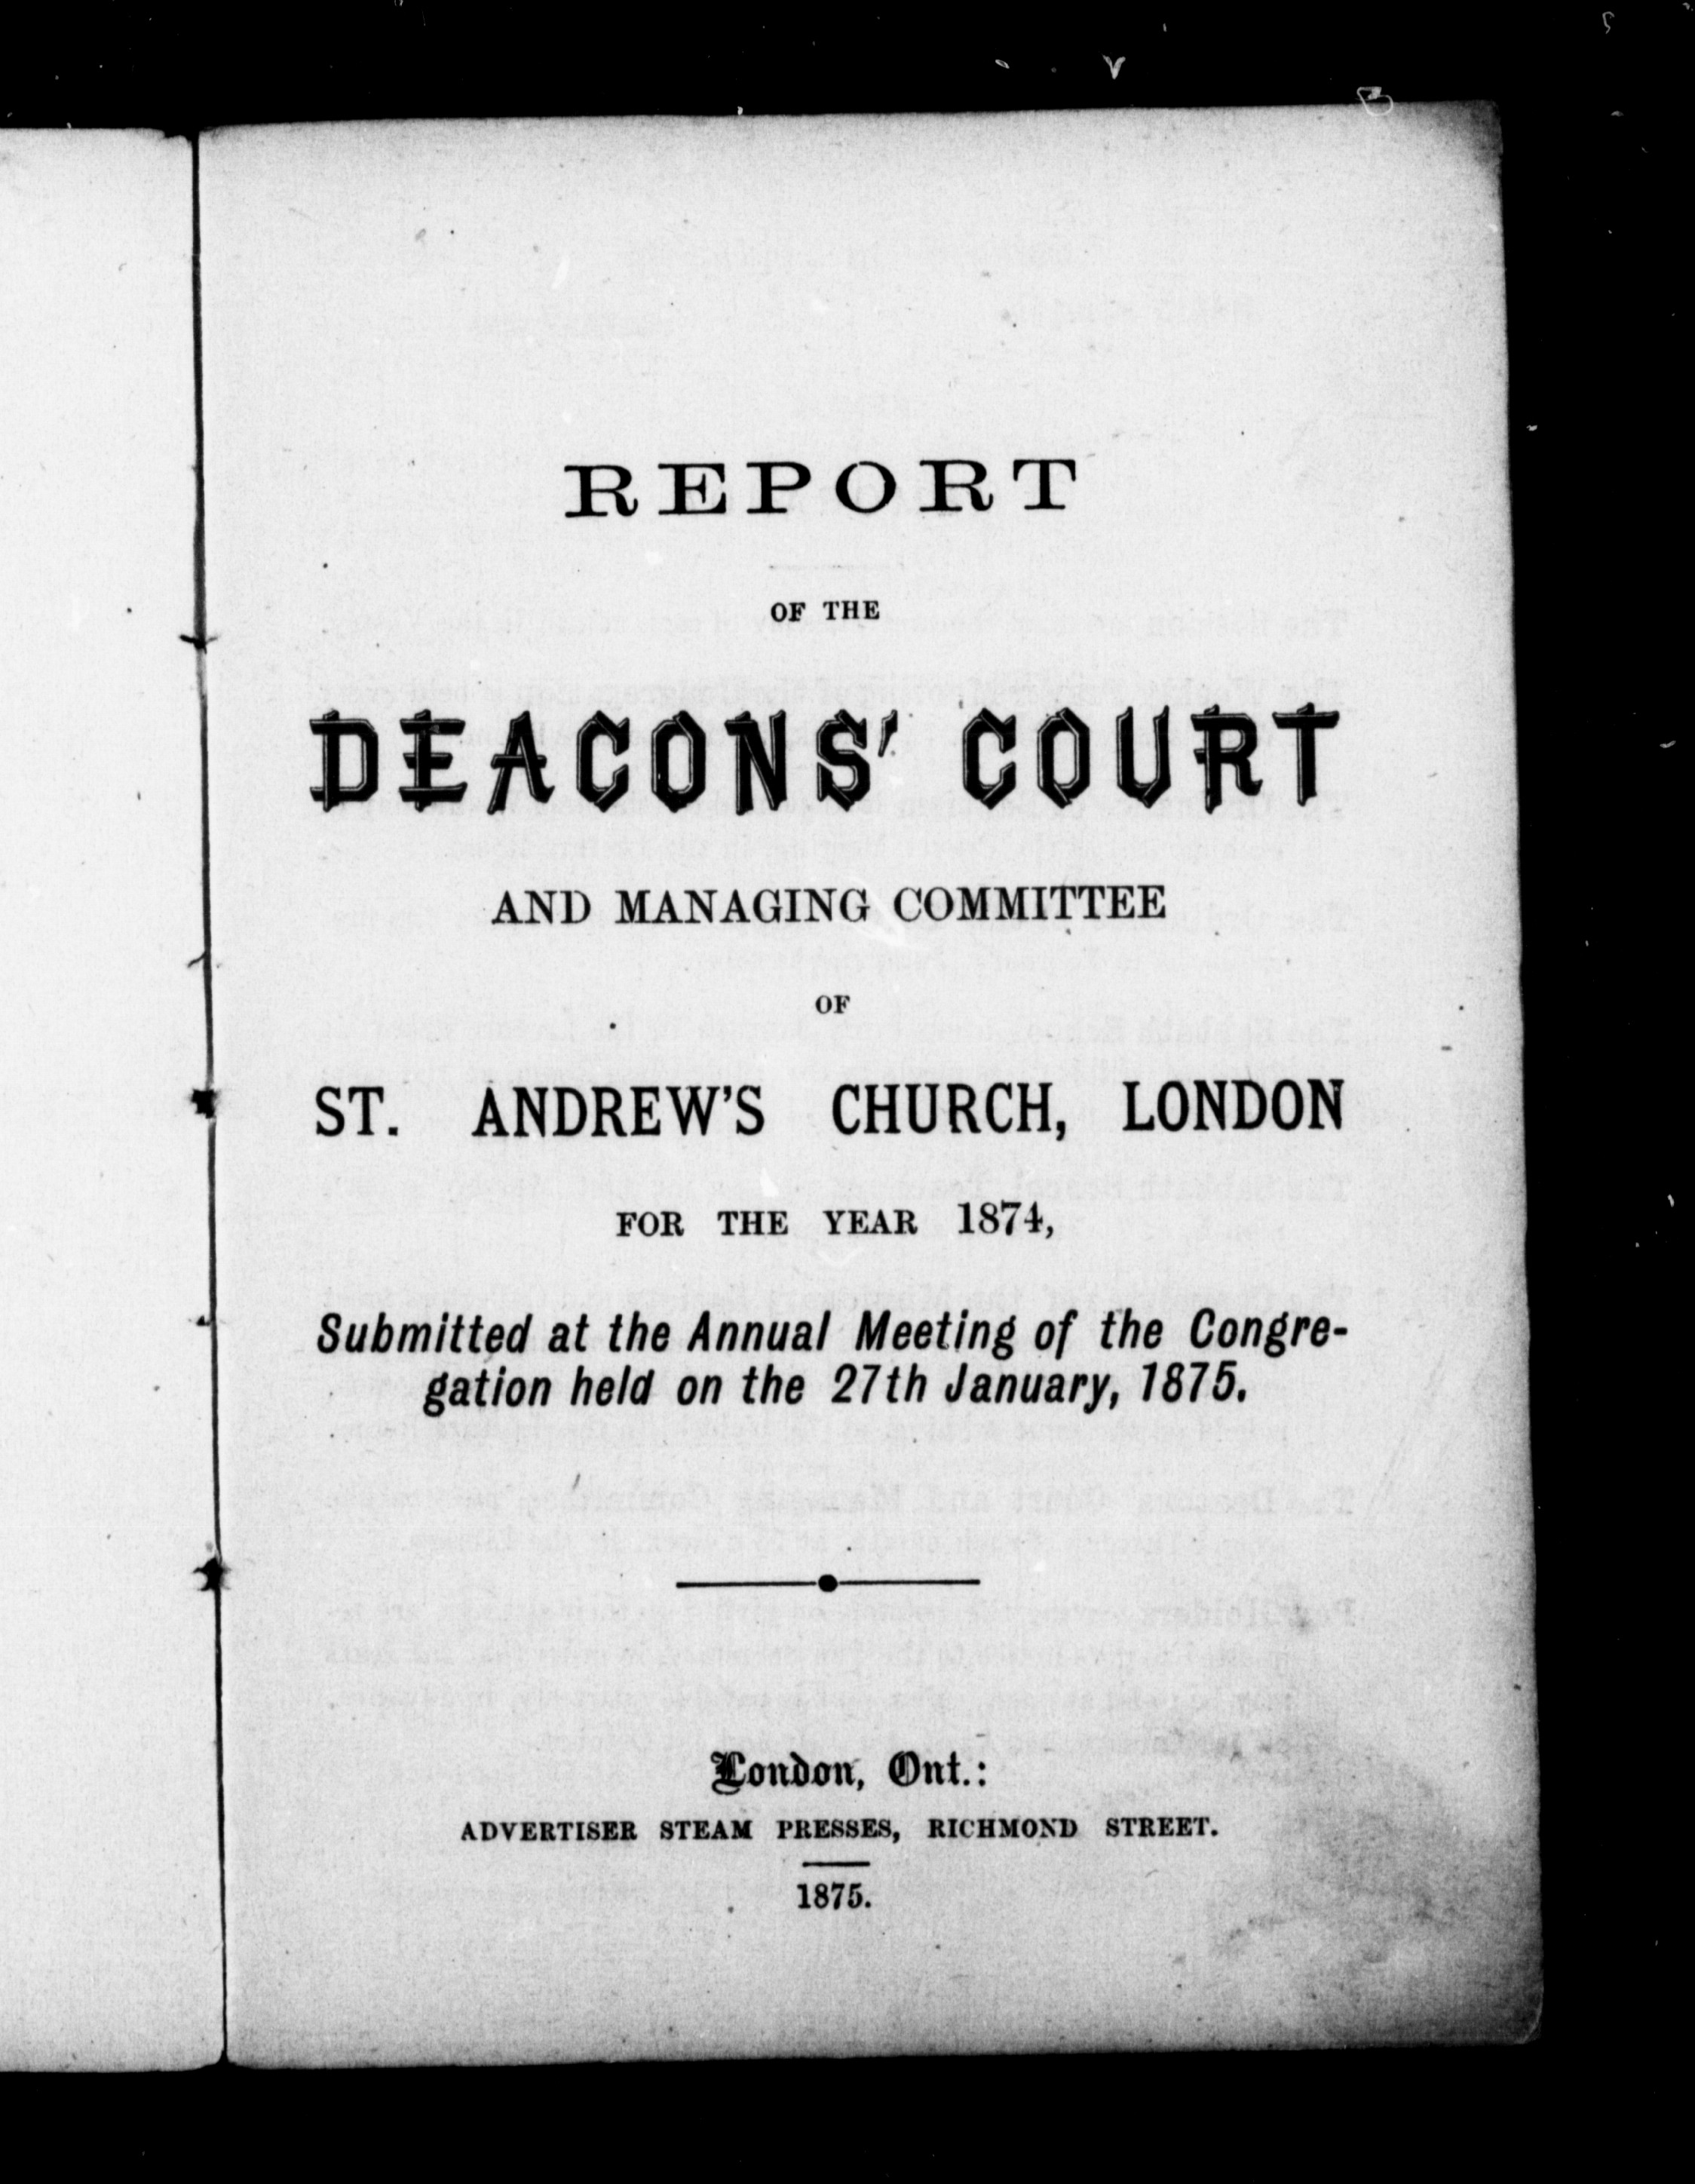 REPORT
OF THE
DEACONS' COURT
AND MANAGING COMMITTEE
OF
ST. ANDREW'S CHURCH, LONDON
FOR THE YEAR 1874,
Submitted at the Annual Meeting of the Congre-
gation held on the 27th January, 1875.
London, Ont.:
ADVERTISER STEAM PRESSES, RICHMOND STREET.
1875.